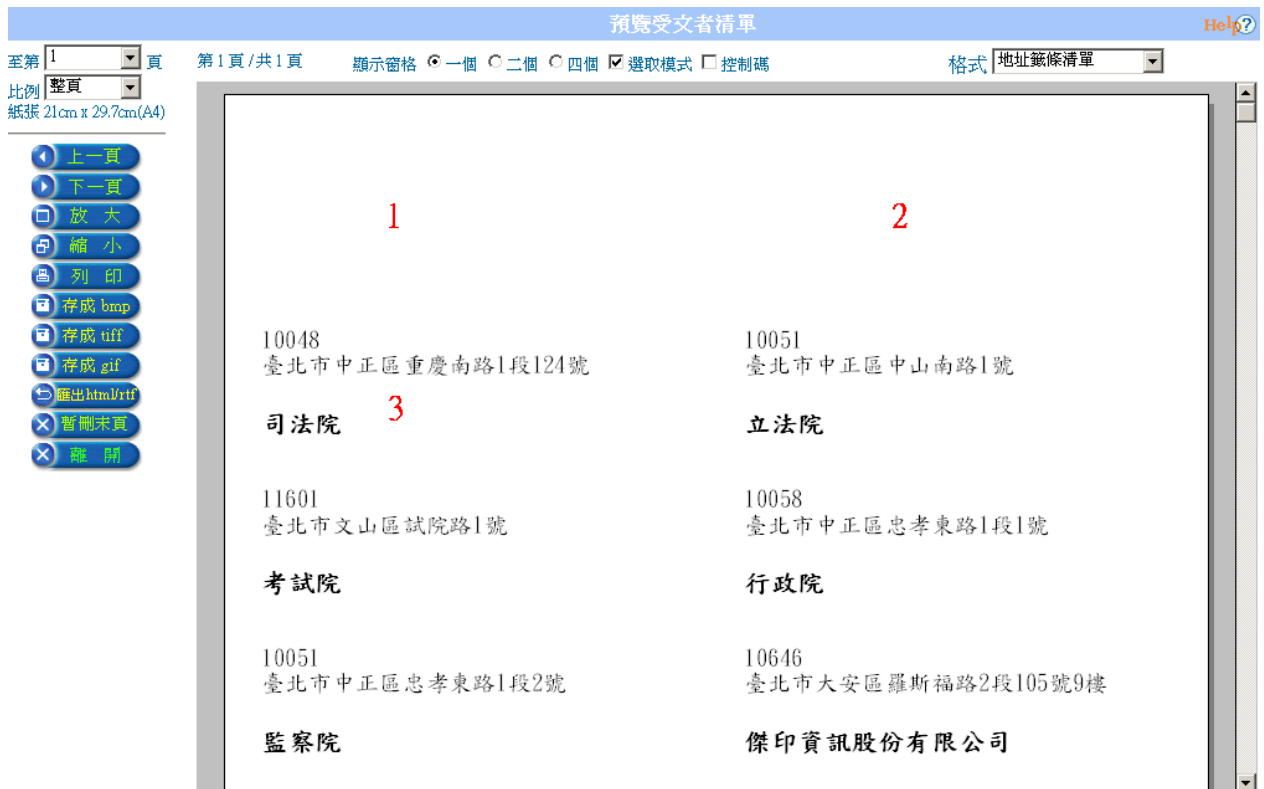 預覽受文者清單
Help?
至第 1 頁
第1頁/共1頁
顯示窗格 一個 二個 四個 選取模式 控制碼
格式 地址籤條清單
比例 整頁
紙張 21cm x 29.7cm(A4)
上一頁
下一頁
放大
縮小
列印
存成 bmp
存成 tiff
存成 gif
匯出html/rtf
暫刪末頁
離開
1
2
10048
臺北市中正區重慶南路1段124號
司法院
3
10051
臺北市中正區中山南路1號
立法院
11601
臺北市文山區試院路1號
考試院
10058
臺北市中正區忠孝東路1段1號
行政院
10051
臺北市中正區忠孝東路1段2號
監察院
10646
臺北市大安區羅斯福路2段105號9樓
傑印資訊股份有限公司